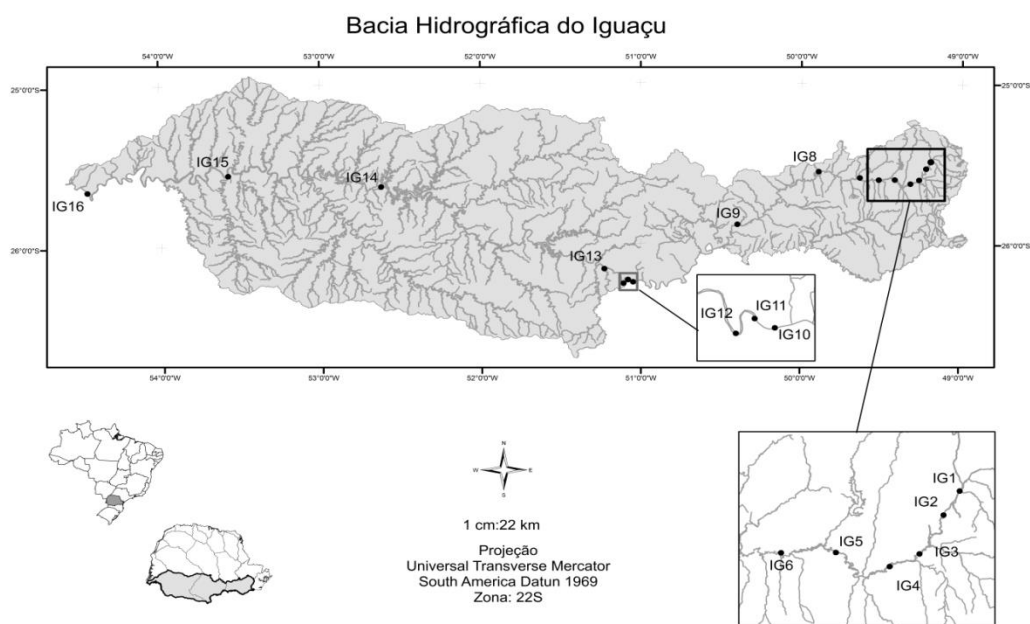 Bacia Hidrográfica do Iguaçu
54°0'0"W 53°0'0"W 52°0'0"W 51°0'0"W 50°0'0"W 49°0'0"W
25°0'0"S 25°0'0"S
IG15
IG14
IG16
IG8
IG9
26°0'0"S 26°0'0"S
IG13
IG12
IG11
IG10
54°0'0"W 53°0'0"W 52°0'0"W 51°0'0"W 50°0'0"W 49°0'0"W
N
W E
S
1 cm:22 km
Projeção
Universal Transverse Mercator
South America Datun 1969
Zona: 22S
IG1
IG2
IG3
IG4
IG5
IG6